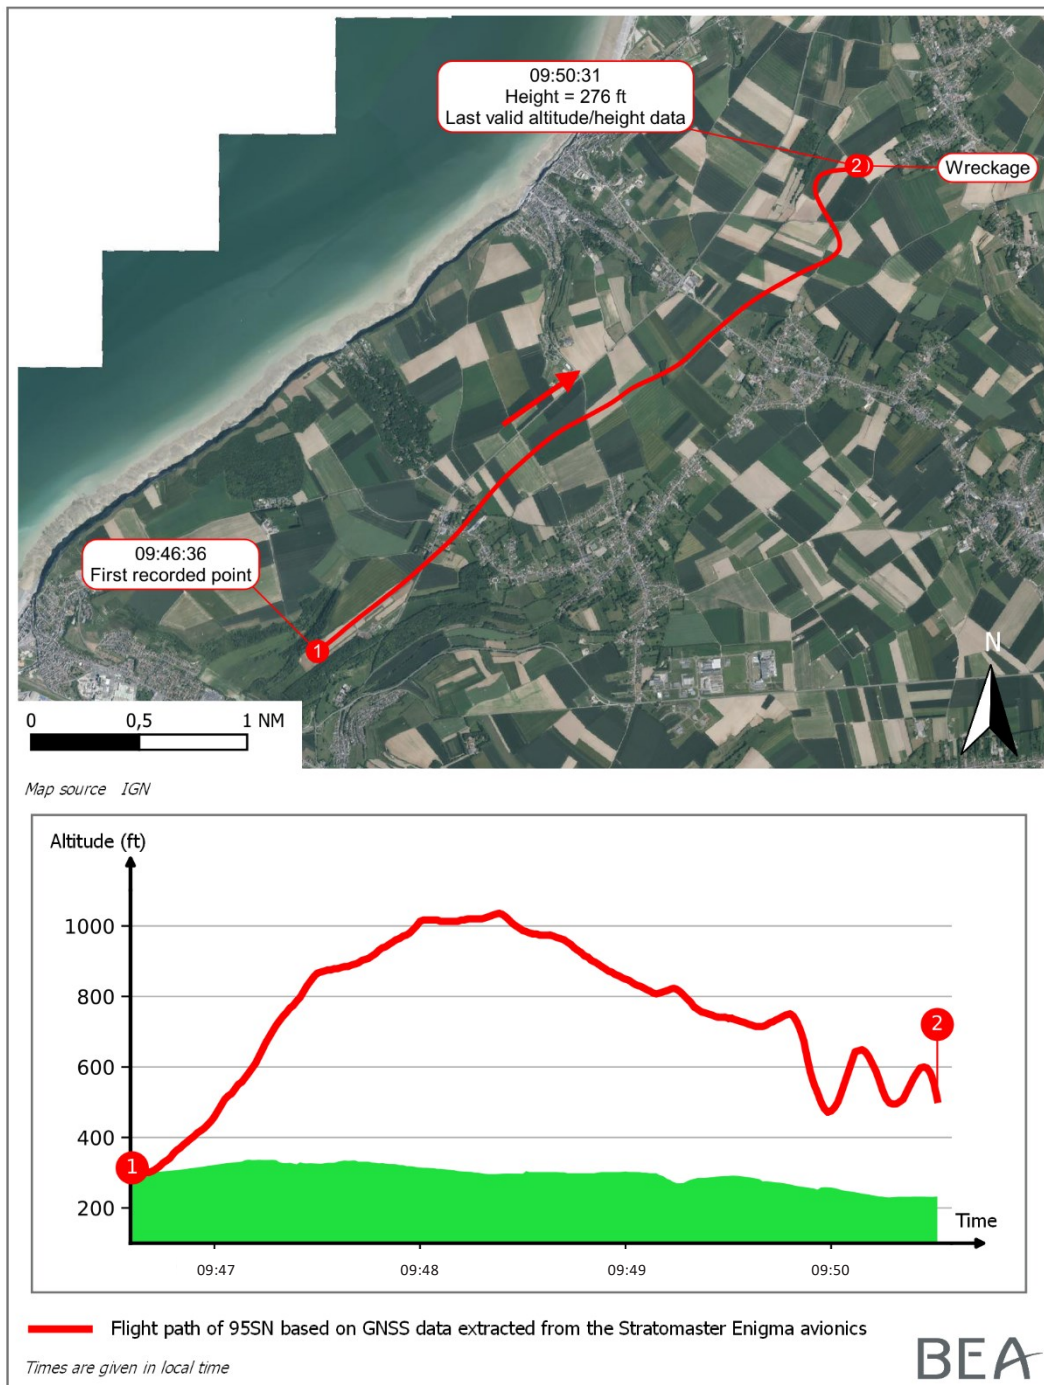 09:50:31
Height = 276 ft
Last valid altitude/height data
2
Wreckage
09:46:36
First recorded point
1
N
0 0,5 1 NM
Map source IGN
Altitude (ft)
1000
800
2
600
400
1
200
Time
09:47 09:48 09:49 09:50
Flight path of 95SN based on GNSS data extracted from the Stratomaster Enigma avionics
Times are given in local time
BEA